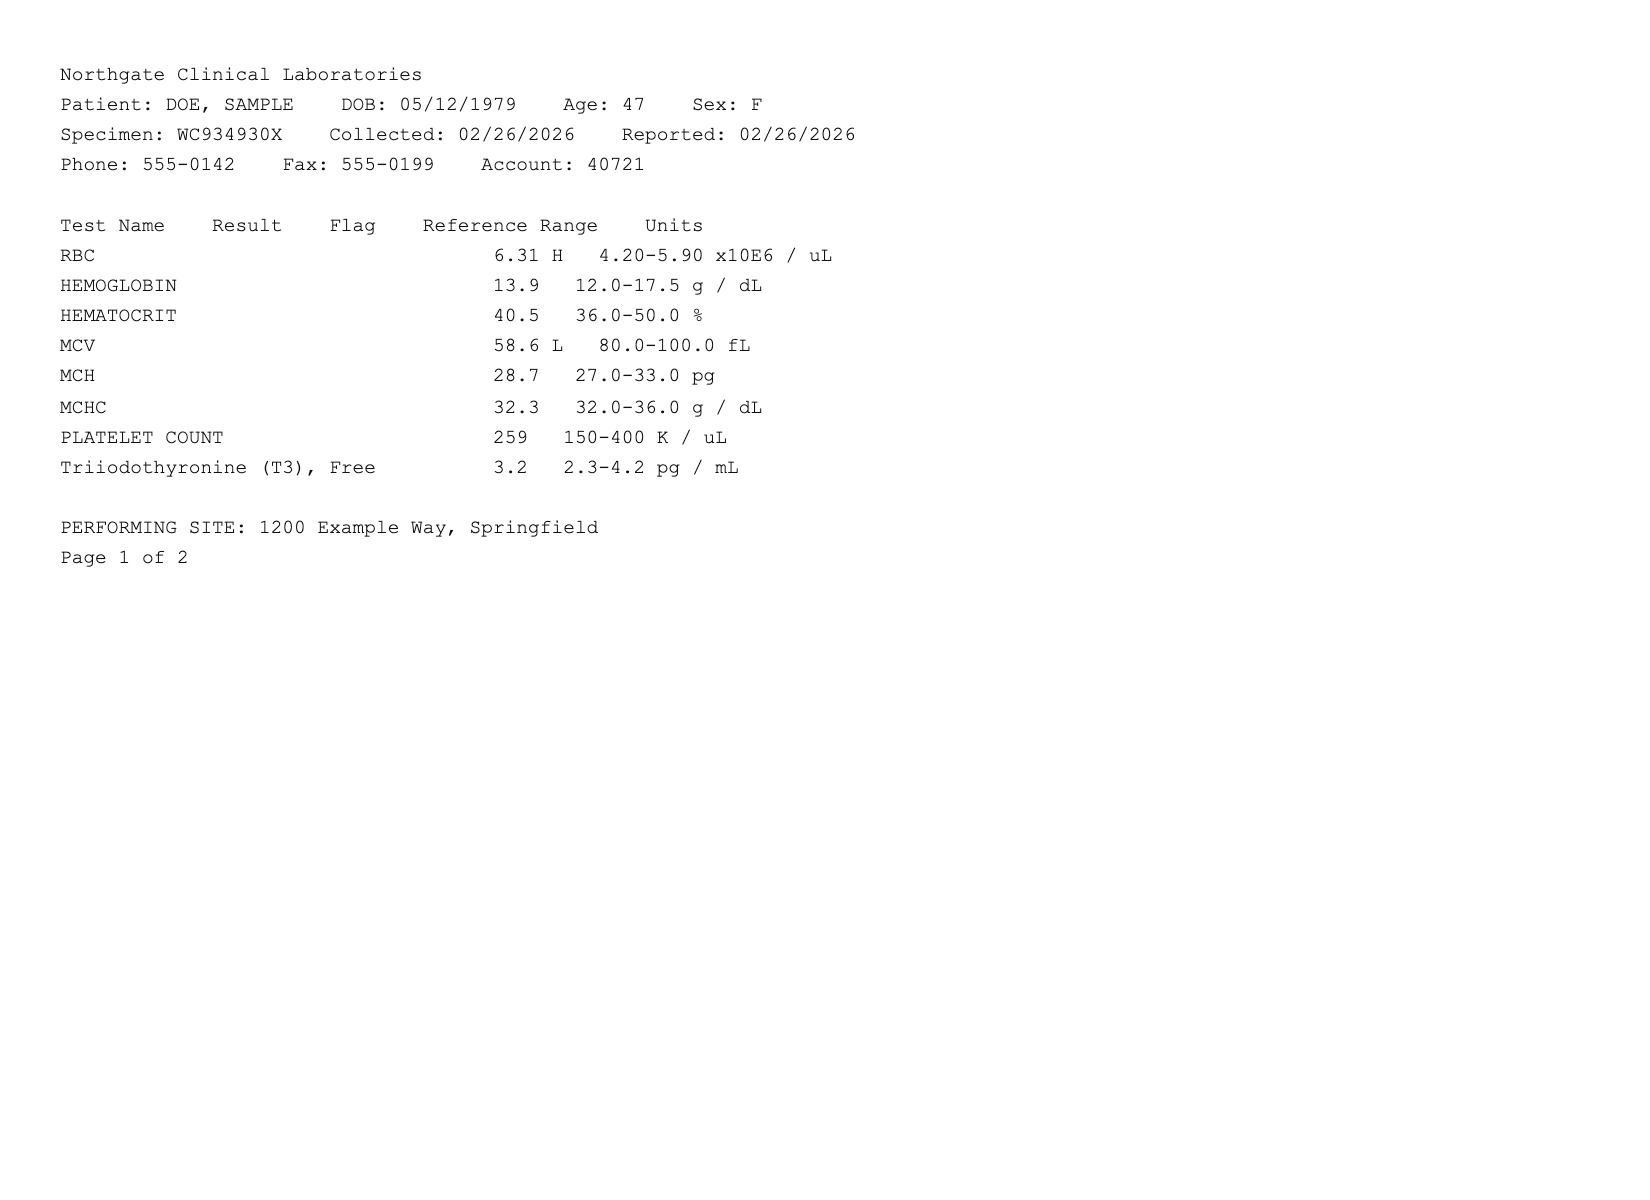 Northgate Clinical Laboratories
Patient: DOE, SAMPLE    DOB: 05/12/1979    Age: 47    Sex: F
Specimen: WC934930X    Collected: 02/26/2026    Reported: 02/26/2026
Phone: 555-0142    Fax: 555-0199    Account: 40721
Test Name    Result    Flag    Reference Range    Units
RBC                                  6.31 H   4.20-5.90 x10E6 / uL
HEMOGLOBIN                           13.9   12.0-17.5 g / dL
HEMATOCRIT                           40.5   36.0-50.0 %
MCV                                  58.6 L   80.0-100.0 fL
MCH                                  28.7   27.0-33.0 pg
MCHC                                 32.3   32.0-36.0 g / dL
PLATELET COUNT                       259   150-400 K / uL
Triiodothyronine (T3), Free          3.2   2.3-4.2 pg / mL
PERFORMING SITE: 1200 Example Way, Springfield
Page 1 of 2